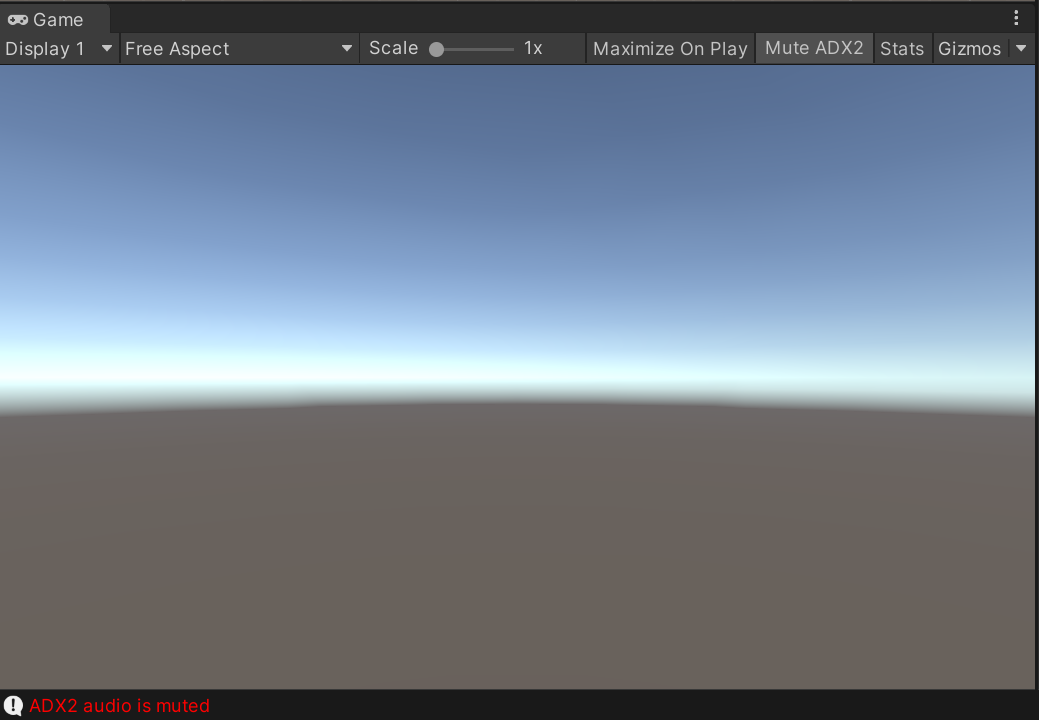 Game
Display 1 Free Aspect Scale 1x Maximize On Play Mute ADX2 Stats Gizmos
ADX2 audio is muted